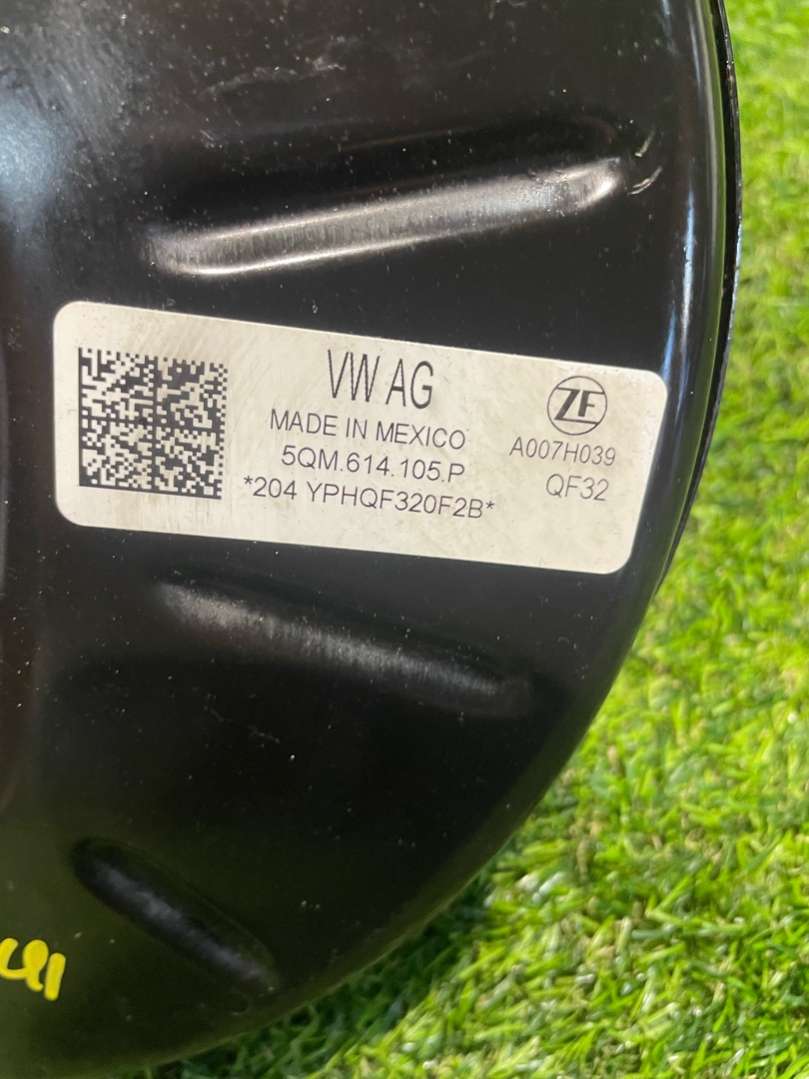 VW AG
MADE IN MEXICO
5QM.614.105.P
*204 YPHQF320F2B*
ZF
A007H039
QF32